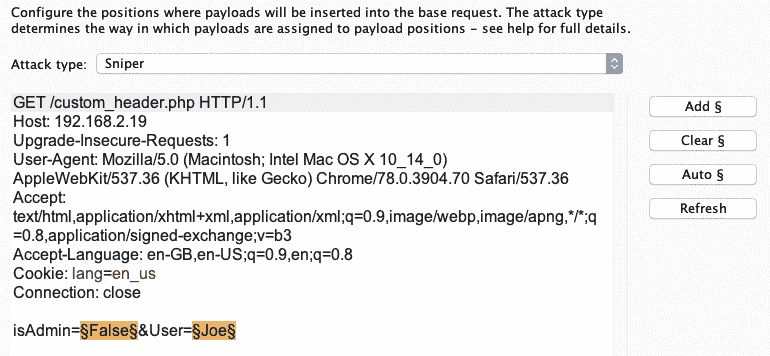 Configure the positions where payloads will be inserted into the base request. The attack type
determines the way in which payloads are assigned to payload positions – see help for full details.
Attack type: Sniper
GET /custom_header.php HTTP/1.1
Host: 192.168.2.19
Upgrade-Insecure-Requests: 1
User-Agent: Mozilla/5.0 (Macintosh; Intel Mac OS X 10_14_0)
AppleWebKit/537.36 (KHTML, like Gecko) Chrome/78.0.3904.70 Safari/537.36
Accept:
text/html,application/xhtml+xml,application/xml;q=0.9,image/webp,image/apng,*/*;q
=0.8,application/signed-exchange;v=b3
Accept-Language: en-GB,en-US;q=0.9,en;q=0.8
Cookie: lang=en_us
Connection: close
isAdmin=§False§&User=§Joe§
Add §
Clear §
Auto §
Refresh